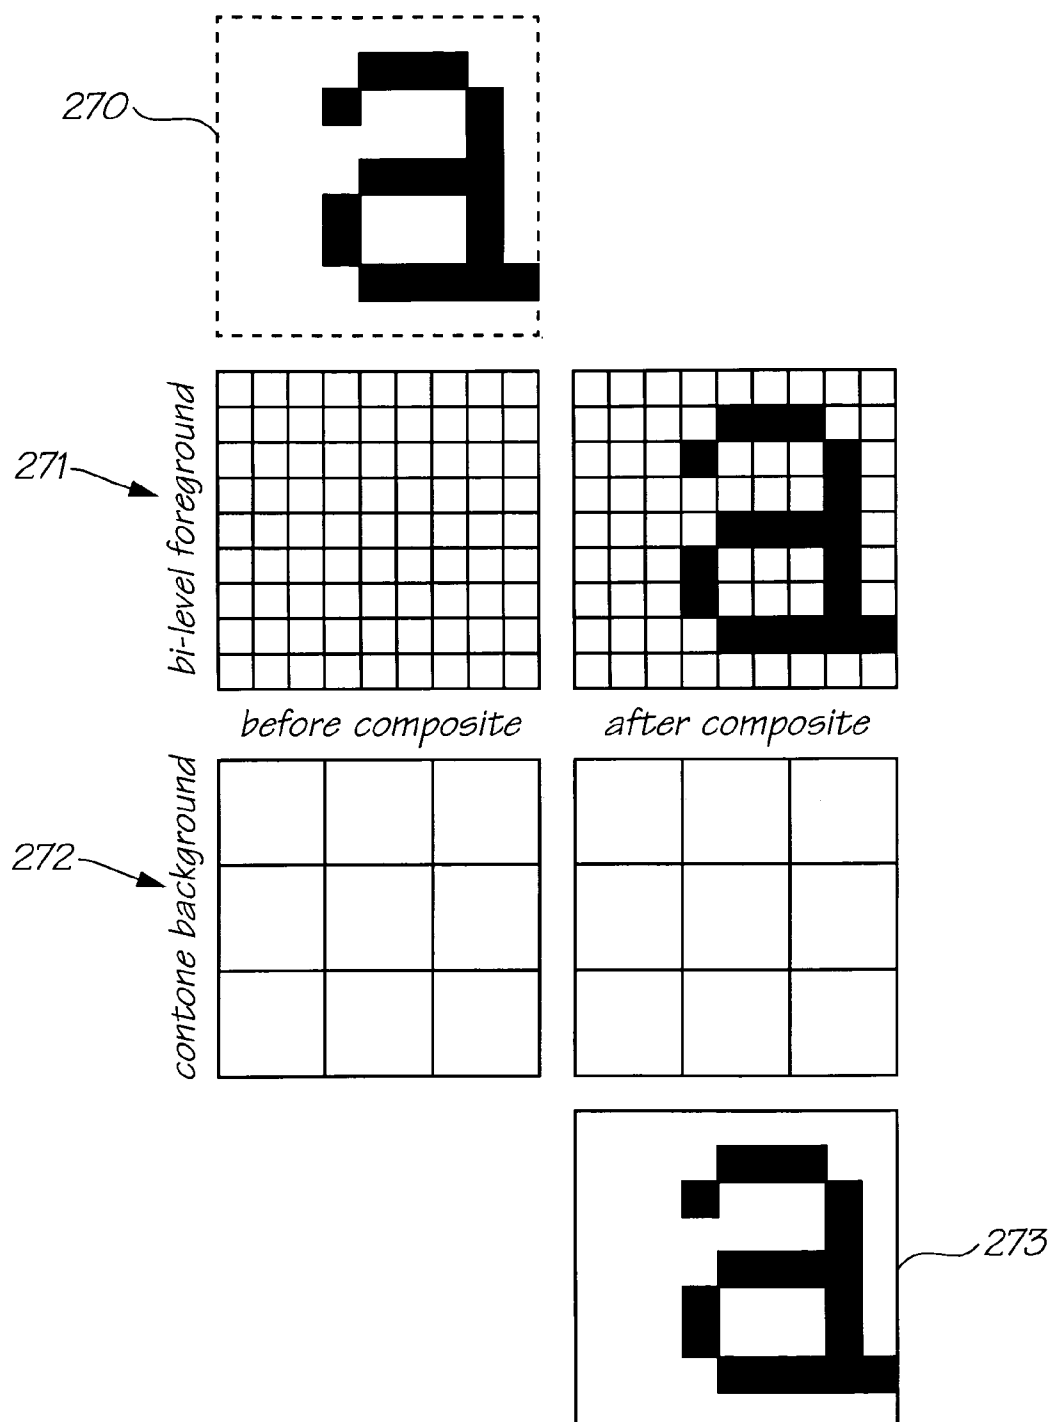 a
270
271
bi-level foreground
a
before composite
after composite
272
contone background
a
273